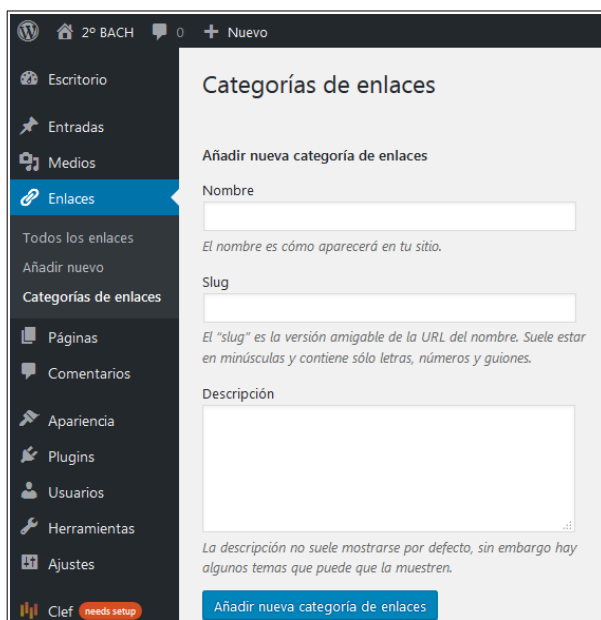 2º BACH 0 + Nuevo
Escritorio
Entradas
Medios
Enlaces
Todos los enlaces
Añadir nuevo
Categorías de enlaces
Páginas
Comentarios
Apariencia
Plugins
Usuarios
Herramientas
Ajustes
Clef needs setup
Categorías de enlaces
Añadir nueva categoría de enlaces
Nombre
El nombre es cómo aparecerá en tu sitio.
Slug
El "slug" es la versión amigable de la URL del nombre. Suele estar
en minúsculas y contiene sólo letras, números y guiones.
Descripción
La descripción no suele mostrarse por defecto, sin embargo hay
algunos temas que puede que la muestren.
Añadir nueva categoría de enlaces